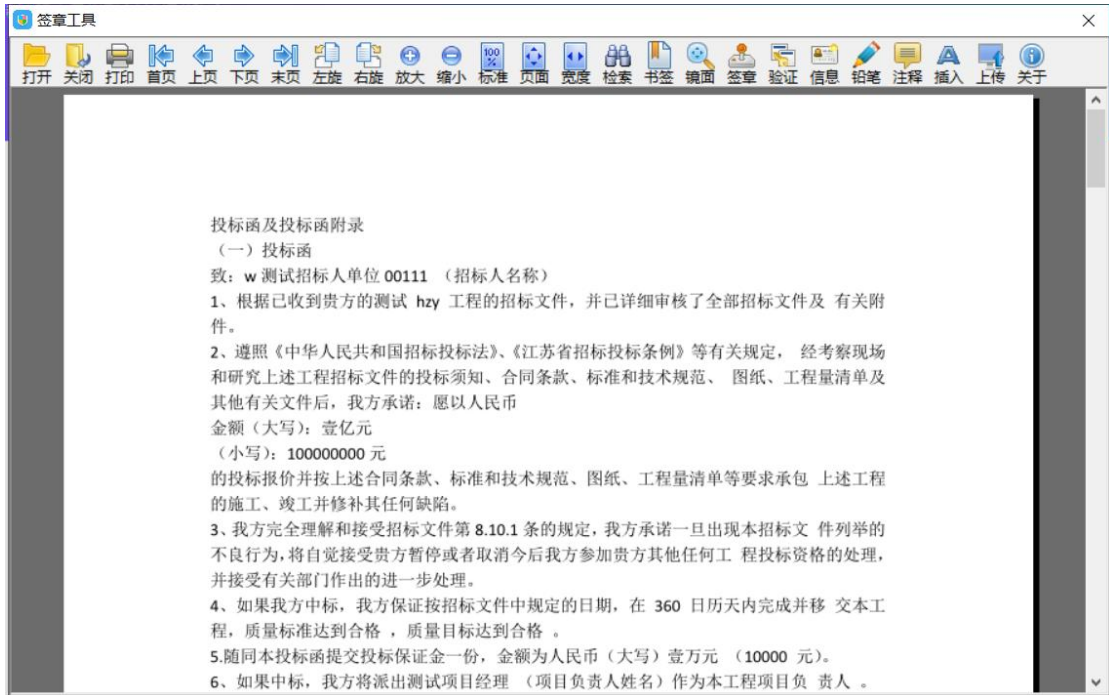 签章工具
打开 关闭 打印 首页 上页 下页 末页 左旋 右旋 放大 缩小 标准 页面 宽度 检索 书签 镜面 签章 验证 信息 铅笔 注释 插入 上传 关于
投标函及投标函附录
（一）投标函
致：w 测试招标人单位 00111 （招标人名称）
1、根据已收到贵方的测试 hzy 工程的招标文件，并已详细审核了全部招标文件及 有关附
件。
2、遵照《中华人民共和国招标投标法》、《江苏省招标投标条例》等有关规定， 经考察现场
和研究上述工程招标文件的投标须知、合同条款、标准和技术规范、 图纸、工程量清单及
其他有关文件后，我方承诺：愿以人民币
金额（大写）：壹亿元
（小写）：100000000 元
的投标报价并按上述合同条款、标准和技术规范、图纸、工程量清单等要求承包 上述工程
的施工、竣工并修补其任何缺陷。
3、我方完全理解和接受招标文件第 8.10.1 条的规定，我方承诺一旦出现本招标文 件列举的
不良行为，将自觉接受贵方暂停或者取消今后我方参加贵方其他任何工 程投标资格的处理，
并接受有关部门作出的进一步处理。
4、如果我方中标，我方保证按招标文件中规定的日期，在 360 日历天内完成并移 交本工
程，质量标准达到合格 ，质量目标达到合格 。
5.随同本投标函提交投标保证金一份，金额为人民币（大写）壹万元 （10000 元）。
6、如果中标，我方将派出测试项目经理 （项目负责人姓名）作为本工程项目负 责人 。